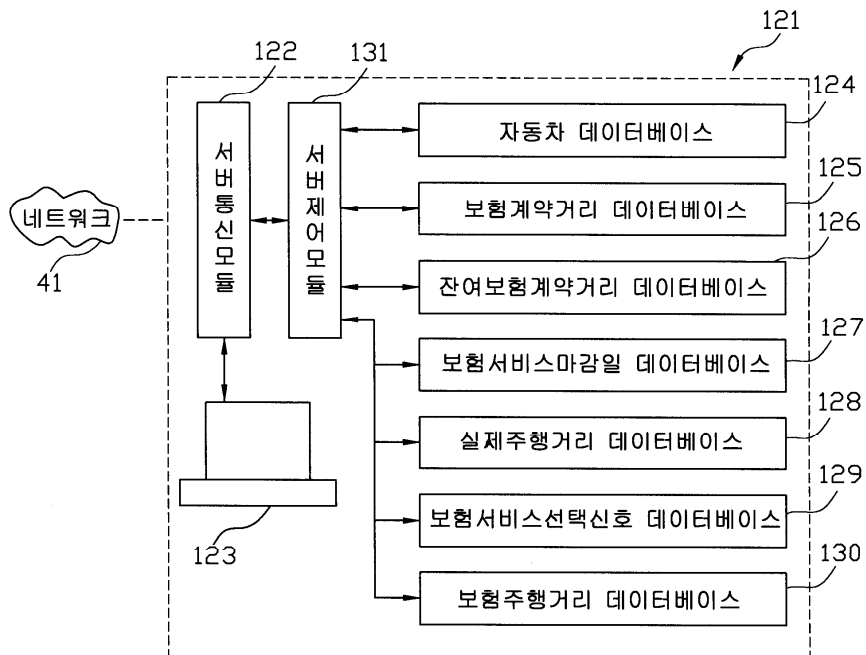 121
122
131
124
자동차 데이터베이스
125
보험계약거리 데이터베이스
126
잔여보험계약거리 데이터베이스
127
보험서비스마감일 데이터베이스
128
실제주행거리 데이터베이스
129
보험서비스선택신호 데이터베이스
130
보험주행거리 데이터베이스
서버통신모듈
서버제어모듈
네트워크
41
123